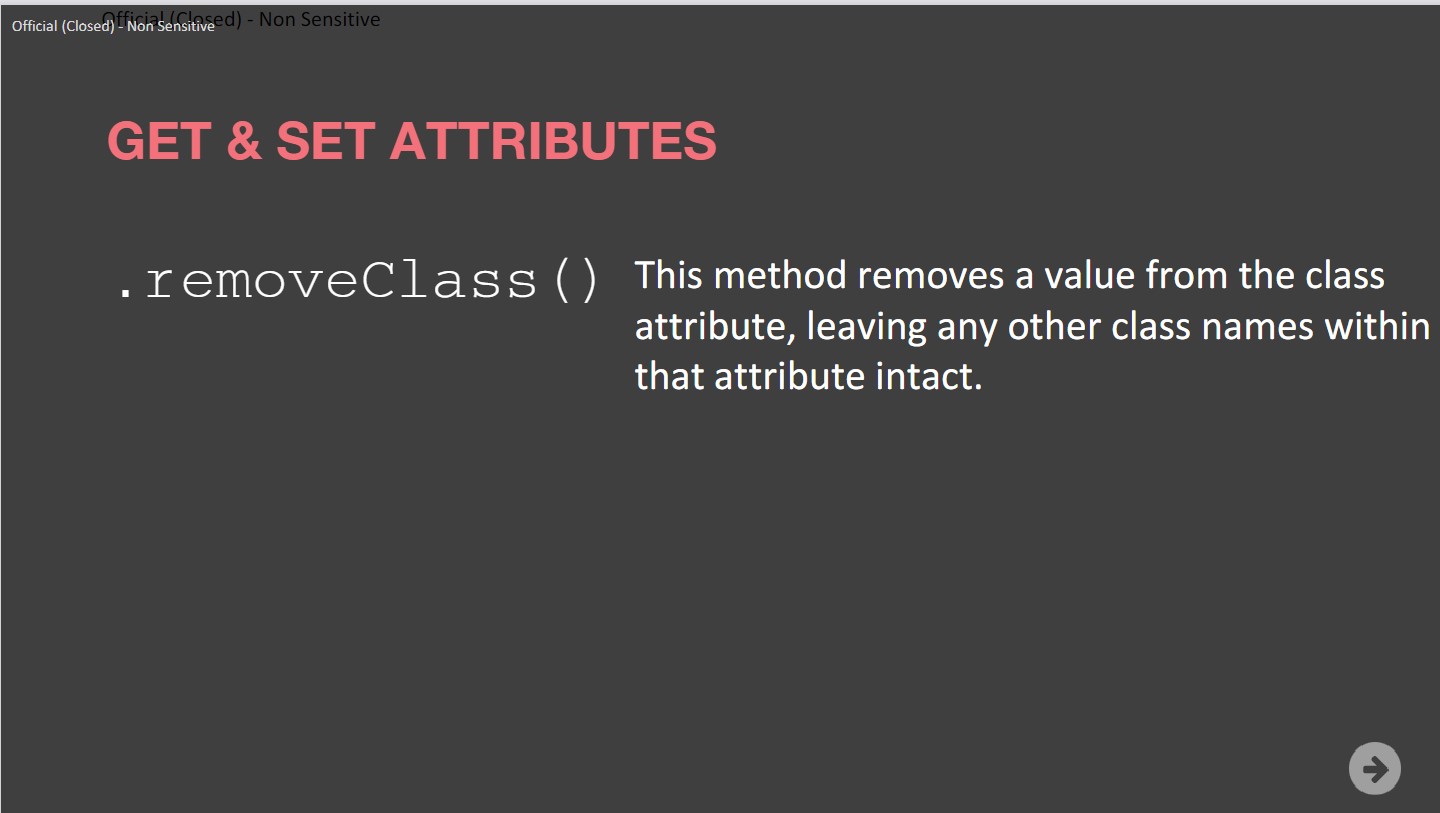 Official (Closed) - Non Sensitive
Official (Closed) - Non Sensitive
GET & SET ATTRIBUTES
.removeClass()
This method removes a value from the class
attribute, leaving any other class names within
that attribute intact.